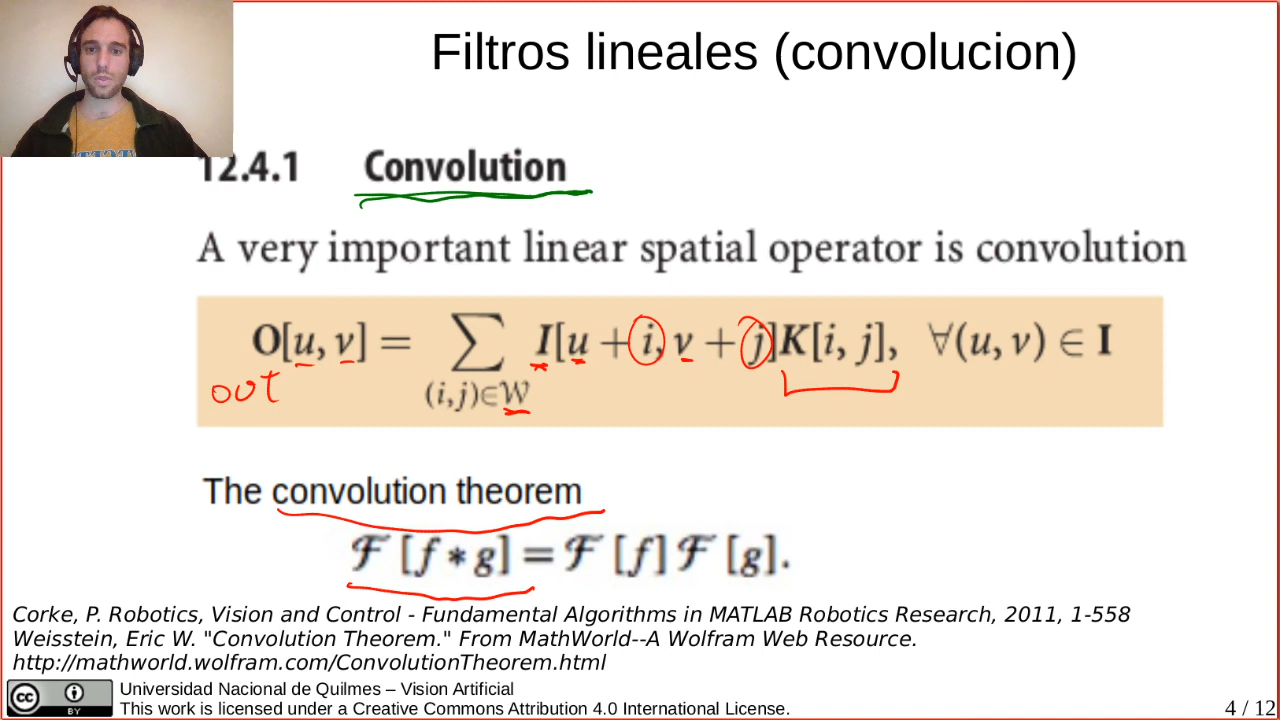 Filtros lineales (convolucion)
12.4.1 Convolution
A very important linear spatial operator is convolution
O[u, v] = ∑ I[u + i, v + j]K[i, j], ∀(u, v) ∈ I
(i,j)∈W
OUT
The convolution theorem
ℱ [f * g] = ℱ [f] ℱ [g].
Corke, P. Robotics, Vision and Control - Fundamental Algorithms in MATLAB Robotics Research, 2011, 1-558
Weisstein, Eric W. "Convolution Theorem." From MathWorld--A Wolfram Web Resource.
http://mathworld.wolfram.com/ConvolutionTheorem.html
cc BY
Universidad Nacional de Quilmes – Vision Artificial
This work is licensed under a Creative Commons Attribution 4.0 International License.
4 / 12